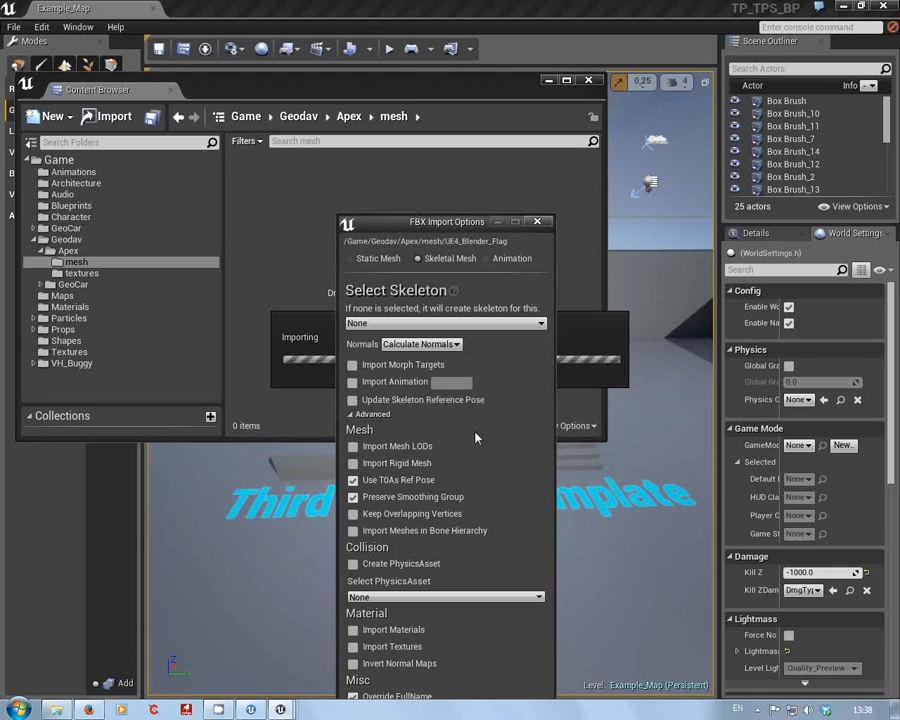 Example_Map
TP_TPS_BP
File Edit Window Help
Enter console command
Modes
Scene Outliner
Content Browser
0,25
4
Search Actors
Actor
Info
New
Import
Game
Geodav
Apex
mesh
Search Folders
Filters
Search mesh
Game
Animations
Architecture
Audio
Blueprints
Character
GeoCar
Geodav
Apex
mesh
textures
GeoCar
Maps
Materials
Particles
Props
Shapes
Textures
VH_Buggy
Collections
0 items
Box Brush
Box Brush_10
Box Brush_11
Box Brush_7
Box Brush_14
Box Brush_12
Box Brush_2
Box Brush_13
25 actors
View Options
FBX Import Options
/Game/Geodav/Apex/mesh/UE4_Blender_Flag
Static Mesh
Skeletal Mesh
Animation
Select Skeleton
If none is selected, it will create skeleton for this.
None
Normals Calculate Normals
Import Morph Targets
Import Animation
Update Skeleton Reference Pose
Advanced
Mesh
Import Mesh LODs
Import Rigid Mesh
Use T0As Ref Pose
Preserve Smoothing Group
Keep Overlapping Vertices
Import Meshes in Bone Hierarchy
Collision
Create PhysicsAsset
Select PhysicsAsset
None
Material
Import Materials
Import Textures
Invert Normal Maps
Misc
Override FullName
Importing
Details
World Settings
(WorldSettings.h)
Search
Config
Enable Wo
Enable Na
Physics
Global Gra
Global Gra 0.0
Physics C None
Game Mode
GameMod None New..
Selected
Default None
HUD Clas None
Player C None
Game St None
Damage
Kill Z -1000.0
Kill ZDam DmgTyp
Lightmass
Force No
Lightmass
Level Ligh Quality_Preview
Level: Example_Map (Persistent)
Add
EN
13:38